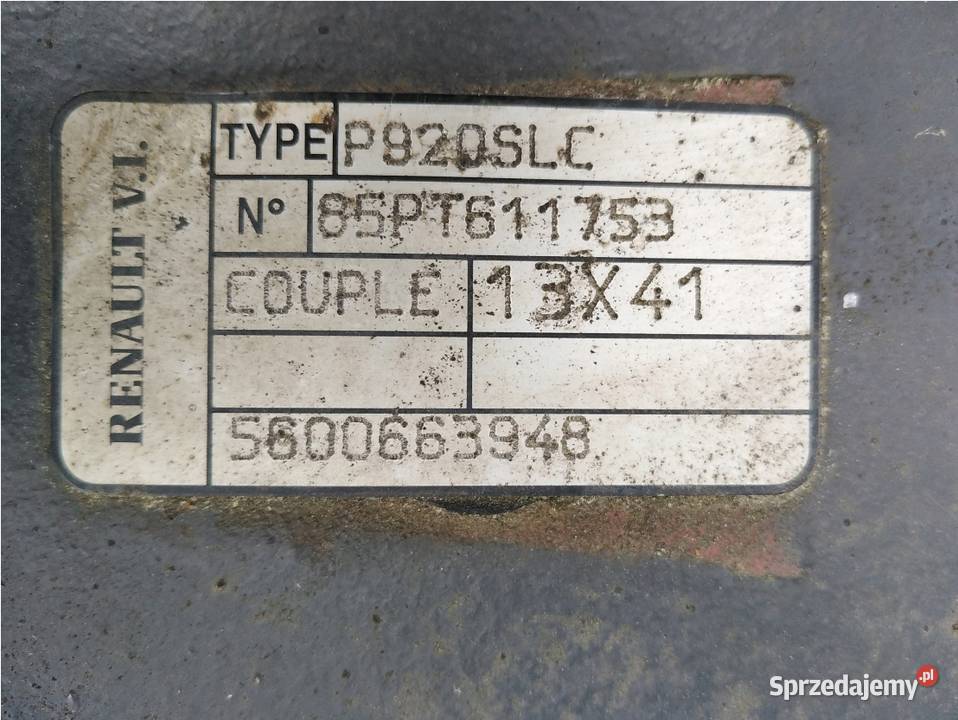 RENAULT V.I.
TYPE P920SLC
N° 85PT611753
COUPLE 13X41
5600663948
Sprzedajemy.pl